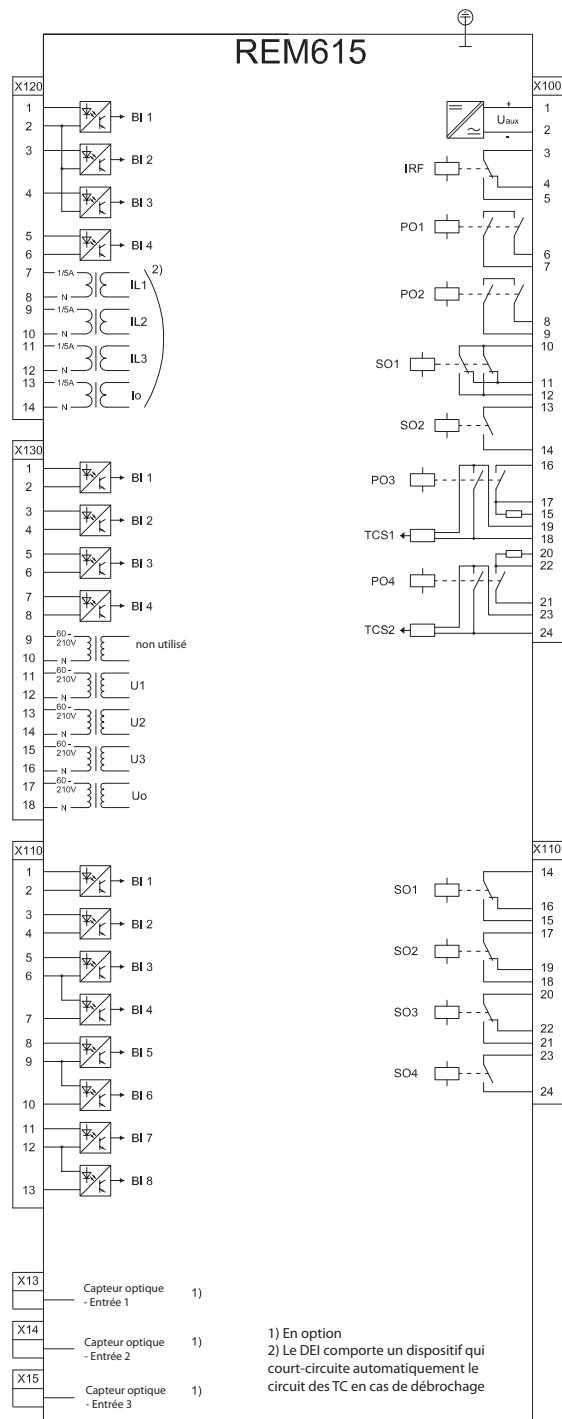 REM615
X120
1
2
BI 1
3
BI 2
4
BI 3
5
6
BI 4
7
1/5A
2)
8
N
IL1
9
1/5A
IL2
10
N
11
1/5A
IL3
12
N
13
1/5A
Io
14
N
X130
1
2
BI 1
3
4
BI 2
5
6
BI 3
7
8
BI 4
9
60 -
210V
non utilisé
10
N
11
60 -
210V
U1
12
N
13
60 -
210V
U2
14
N
15
60 -
210V
U3
16
N
17
60 -
210V
Uo
18
N
X110
1
2
BI 1
3
4
BI 2
5
6
BI 3
7
BI 4
8
9
BI 5
10
BI 6
11
12
BI 7
13
BI 8
X13
Capteur optique
- Entrée 1
1)
X14
Capteur optique
- Entrée 2
1)
X15
Capteur optique
- Entrée 3
1)
X100
+
1
Uaux
2
-
3
IRF
4
5
PO1
6
7
PO2
8
9
10
SO1
11
12
13
SO2
14
16
PO3
17
15
19
TCS1
18
20
22
PO4
21
23
TCS2
24
X110
14
SO1
16
15
17
SO2
19
18
20
SO3
22
21
23
SO4
24
1) En option
2) Le DEI comporte un dispositif qui
court-circuite automatiquement le
circuit des TC en cas de débrochage